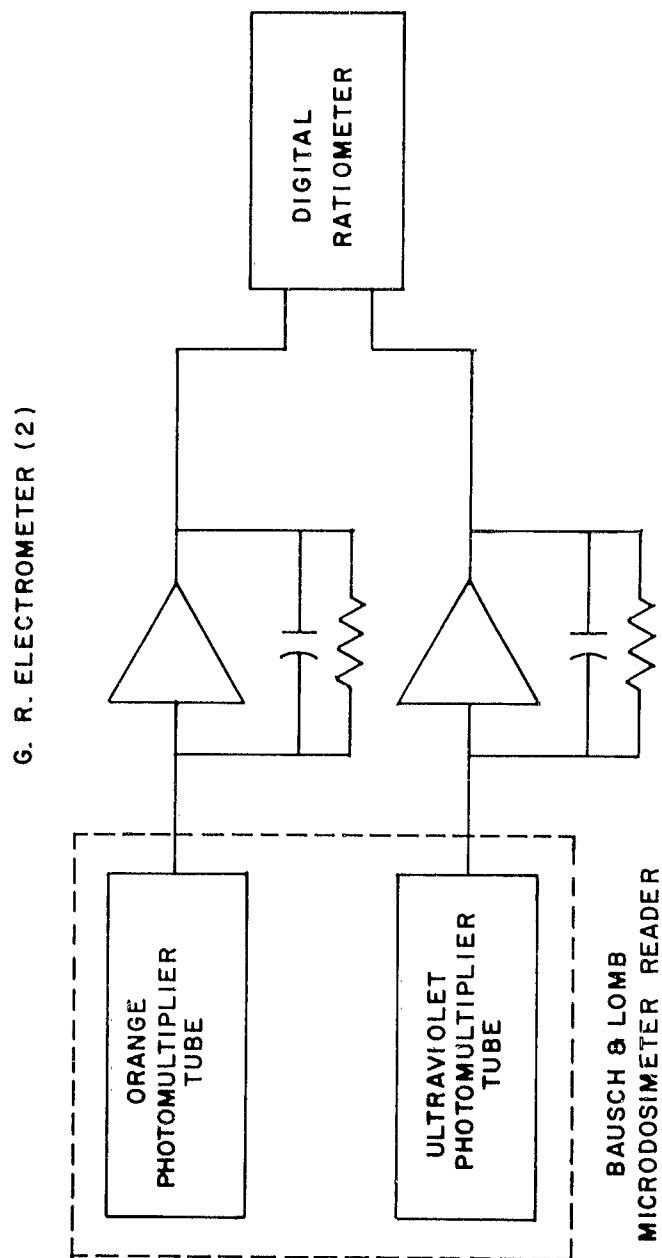 G. R. ELECTROMETER (2)
ORANGE
PHOTOMULTIPLIER
TUBE
ULTRAVIOLET
PHOTOMULTIPLIER
TUBE
DIGITAL
RATIOMETER
BAUSCH & LOMB
MICRODOSIMETER READER